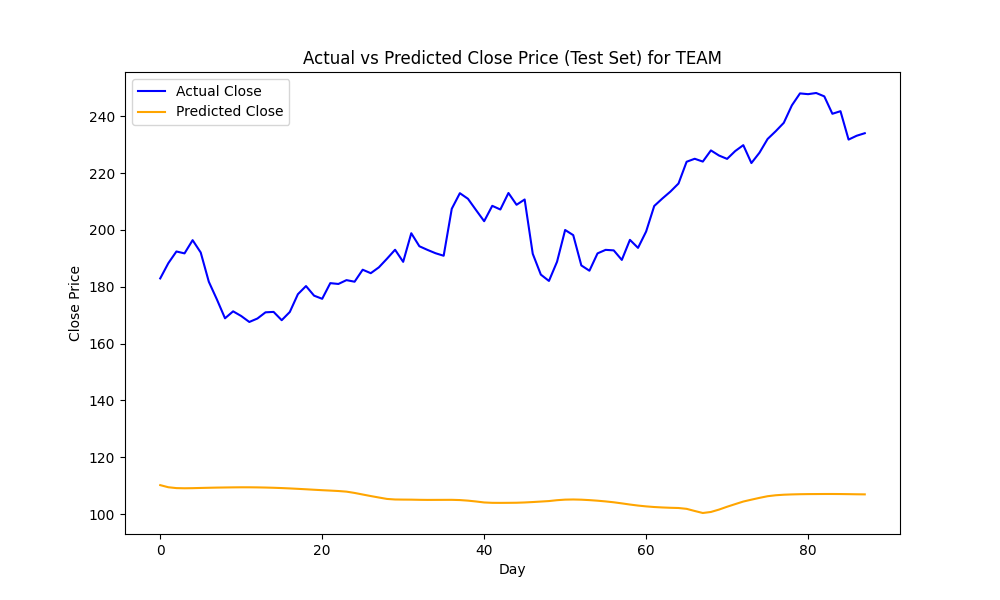 Actual vs Predicted Close Price (Test Set) for TEAM
Actual Close
Predicted Close
Close Price
240
220
200
180
160
140
120
100
0 20 40 60 80
Day